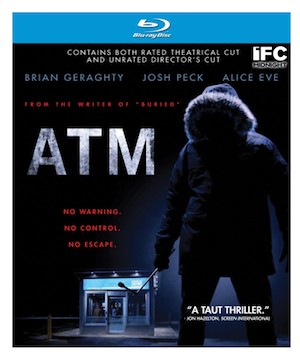 Blu-ray Disc
CONTAINS BOTH RATED THEATRICAL CUT
AND UNRATED DIRECTOR'S CUT
IFC
MIDNIGHT
BRIAN GERAGHTY JOSH PECK ALICE EVE
FROM THE WRITER OF "BURIED"
ATM
NO WARNING.
NO CONTROL.
NO ESCAPE.
"A TAUT THRILLER."
- JON HAZELTON, SCREEN INTERNATIONAL